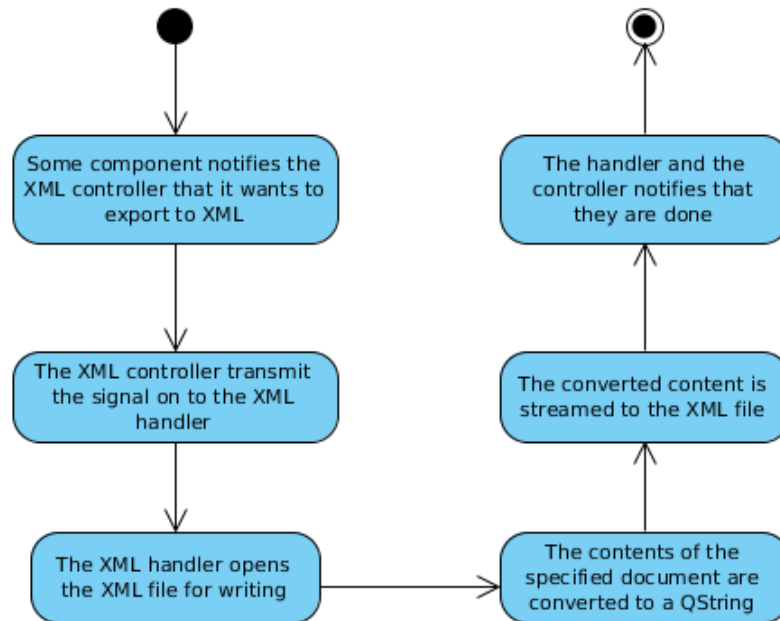 Some component notifies the
XML controller that it wants to
export to XML
The XML controller transmit
the signal on to the XML
handler
The XML handler opens
the XML file for writing
The contents of the
specified document are
converted to a QString
The converted content is
streamed to the XML file
The handler and the
controller notifies that
they are done